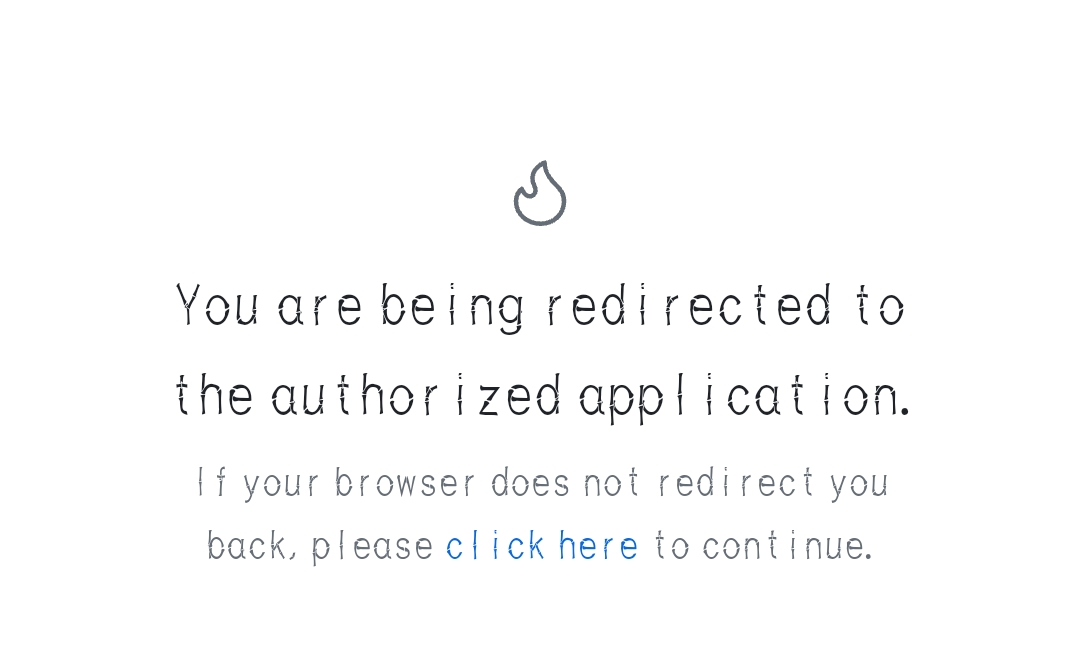 You are being redirected to
the authorized application.
If your browser does not redirect you
back, please click here to continue.